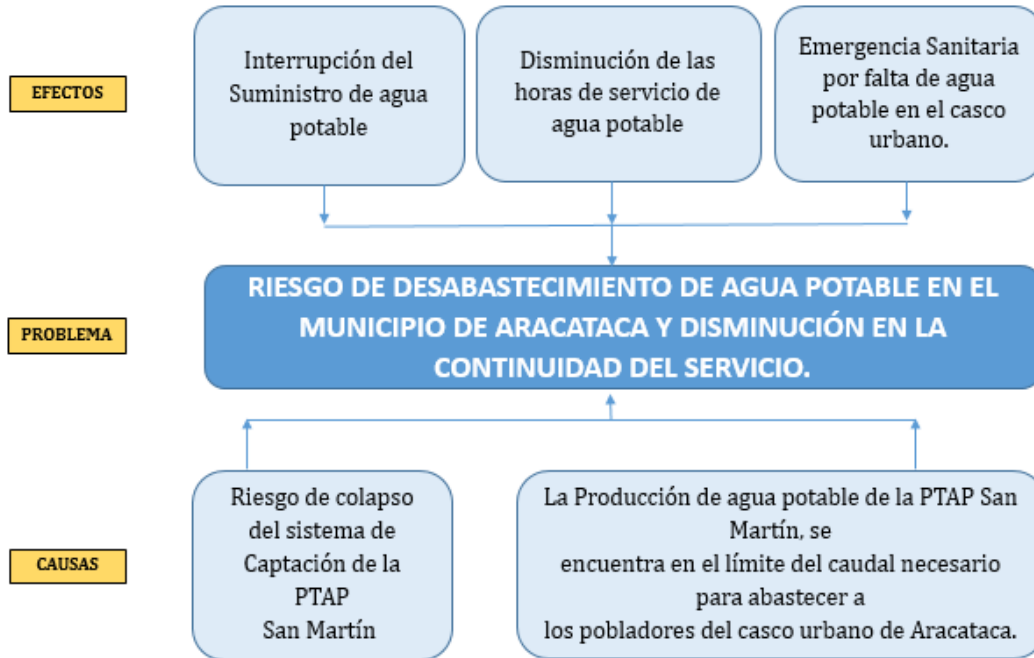 EFECTOS
Interrupción del
Suministro de agua
potable
Disminución de las
horas de servicio de
agua potable
Emergencia Sanitaria
por falta de agua
potable en el casco
urbano.
PROBLEMA
RIESGO DE DESABASTECIMIENTO DE AGUA POTABLE EN EL
MUNICIPIO DE ARACATACA Y DISMINUCIÓN EN LA
CONTINUIDAD DEL SERVICIO.
CAUSAS
Riesgo de colapso
del sistema de
Captación de la
PTAP
San Martín
La Producción de agua potable de la PTAP San
Martín, se
encuentra en el límite del caudal necesario
para abastecer a
los pobladores del casco urbano de Aracataca.